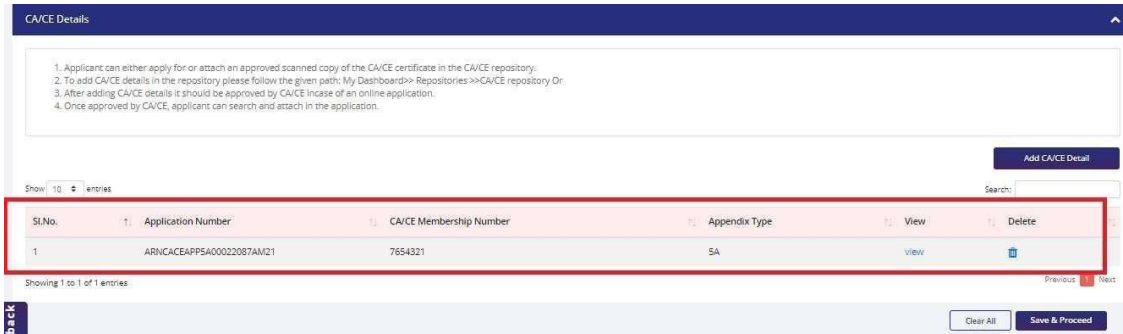 CA/CE Details
1. Applicant can either apply for or attach an approved scanned copy of the CA/CE certificate in the CA/CE repository.
2. To add CA/CE details in the repository please follow the given path: My Dashboard>> Repositories >>CA/CE repository Or
3. After adding CA/CE details it should be approved by CA/CE incase of an online application.
4. Once approved by CA/CE, applicant can search and attach in the application.
Add CA/CE Detail
Show 10 entries Search:
Sl.No. Application Number CA/CE Membership Number Appendix Type View Delete
1 ARNCACEAPP5A00022087AM21 7654321 5A view
Showing 1 to 1 of 1 entries Previous 1 Next
back
Clear All Save & Proceed